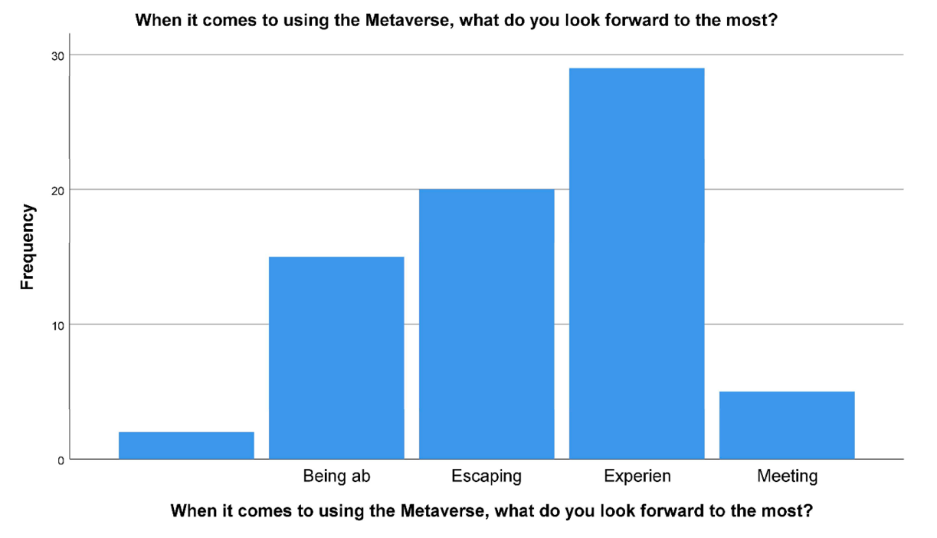 When it comes to using the Metaverse, what do you look forward to the most?
30
20
10
0
Frequency
Being ab
Escaping
Experien
Meeting
When it comes to using the Metaverse, what do you look forward to the most?